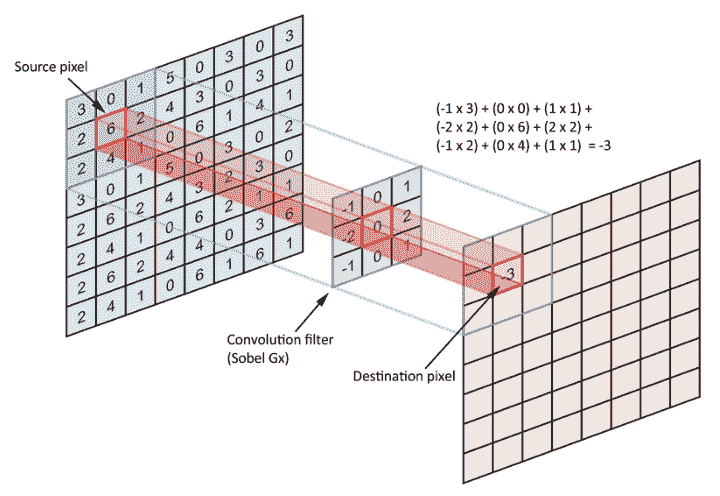 Source pixel
3 0 1 5 0 3 0 3
2 6 2 4 3 0 3 0
2 4 1 0 6 1 4 1
3 0 1 5 0 3 0 2
2 6 2 4 3 2 3 0
2 4 1 0 6 2 1 1
2 6 2 4 4 0 3 6
2 4 1 0 6 1 6 1
(-1 x 3) + (0 x 0) + (1 x 1) +
(-2 x 2) + (0 x 6) + (2 x 2) +
(-1 x 2) + (0 x 4) + (1 x 1) = -3
-1 0 1
-2 0 2
-1 0 1
Convolution filter
(Sobel Gx)
-3
Destination pixel